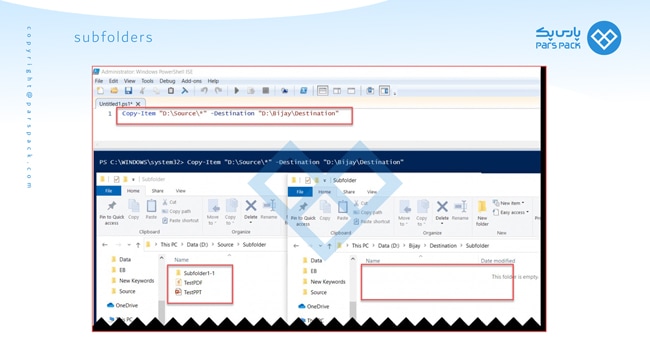 subfolders
پارس پک
PARS PACK
copyright@parspack.com
Administrator: Windows PowerShell ISE
File Edit View Tools Debug Add-ons Help
Untitled1.ps1* X
1 Copy-Item "D:\Source\*" -Destination "D:\Bijay\Destination"
PS C:\WINDOWS\system32> Copy-Item "D:\Source\*" -Destination "D:\Bijay\Destination"
Subfolder
File Home Share View
Pin to Quick access
Copy
Paste
Cut
Copy path
Paste shortcut
Move to
Copy to
Delete
Rename
Clipboard
Organize
This PC > Data (D:) > Source > Subfolder
Name
Data
EB
New Keywords
Source
OneDrive
This PC
Subfolder1-1
TestPDF
TestPPT
Subfolder
File Home Share View
Pin to Quick access
Copy
Paste
Cut
Copy path
Paste shortcut
Move to
Copy to
Delete
Rename
New folder
New item
Easy access
Clipboard
Organize
New
This PC > Data (D:) > Bijay > Destination > Subfolder
Name
Date modified
This folder is empty.
Data
EB
New Keywords
Source
OneDrive
This PC